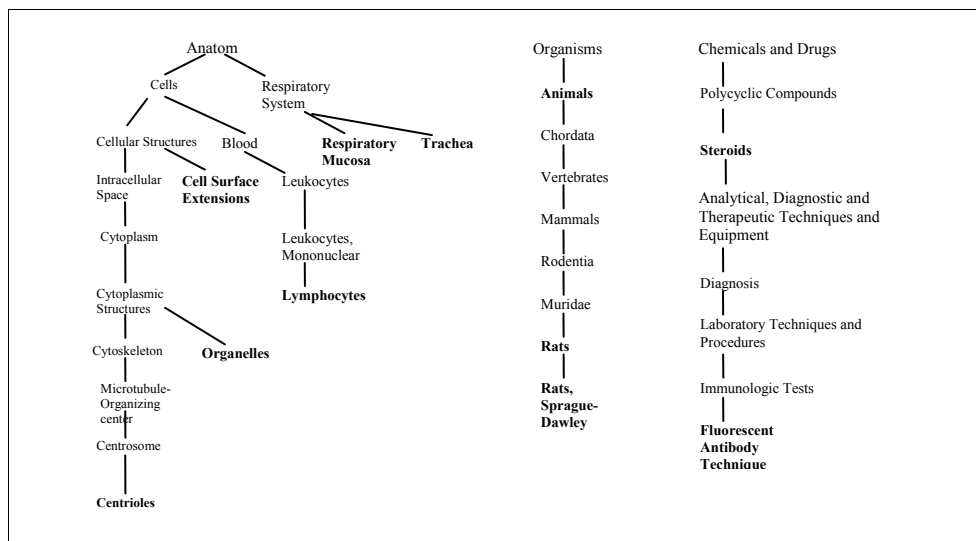 Anatom
Cells
Respiratory
System
Cellular Structures
Blood
Respiratory
Mucosa
Trachea
Intracellular
Space
Cell Surface
Extensions
Leukocytes
Cytoplasm
Leukocytes,
Mononuclear
Cytoplasmic
Structures
Lymphocytes
Cytoskeleton
Organelles
Microtubule-
Organizing
center
Centrosome
Centrioles
Organisms
Animals
Chordata
Vertebrates
Mammals
Rodentia
Muridae
Rats
Rats,
Sprague-
Dawley
Chemicals and Drugs
Polycyclic Compounds
Steroids
Analytical, Diagnostic and
Therapeutic Techniques and
Equipment
Diagnosis
Laboratory Techniques and
Procedures
Immunologic Tests
Fluorescent
Antibody
Technique